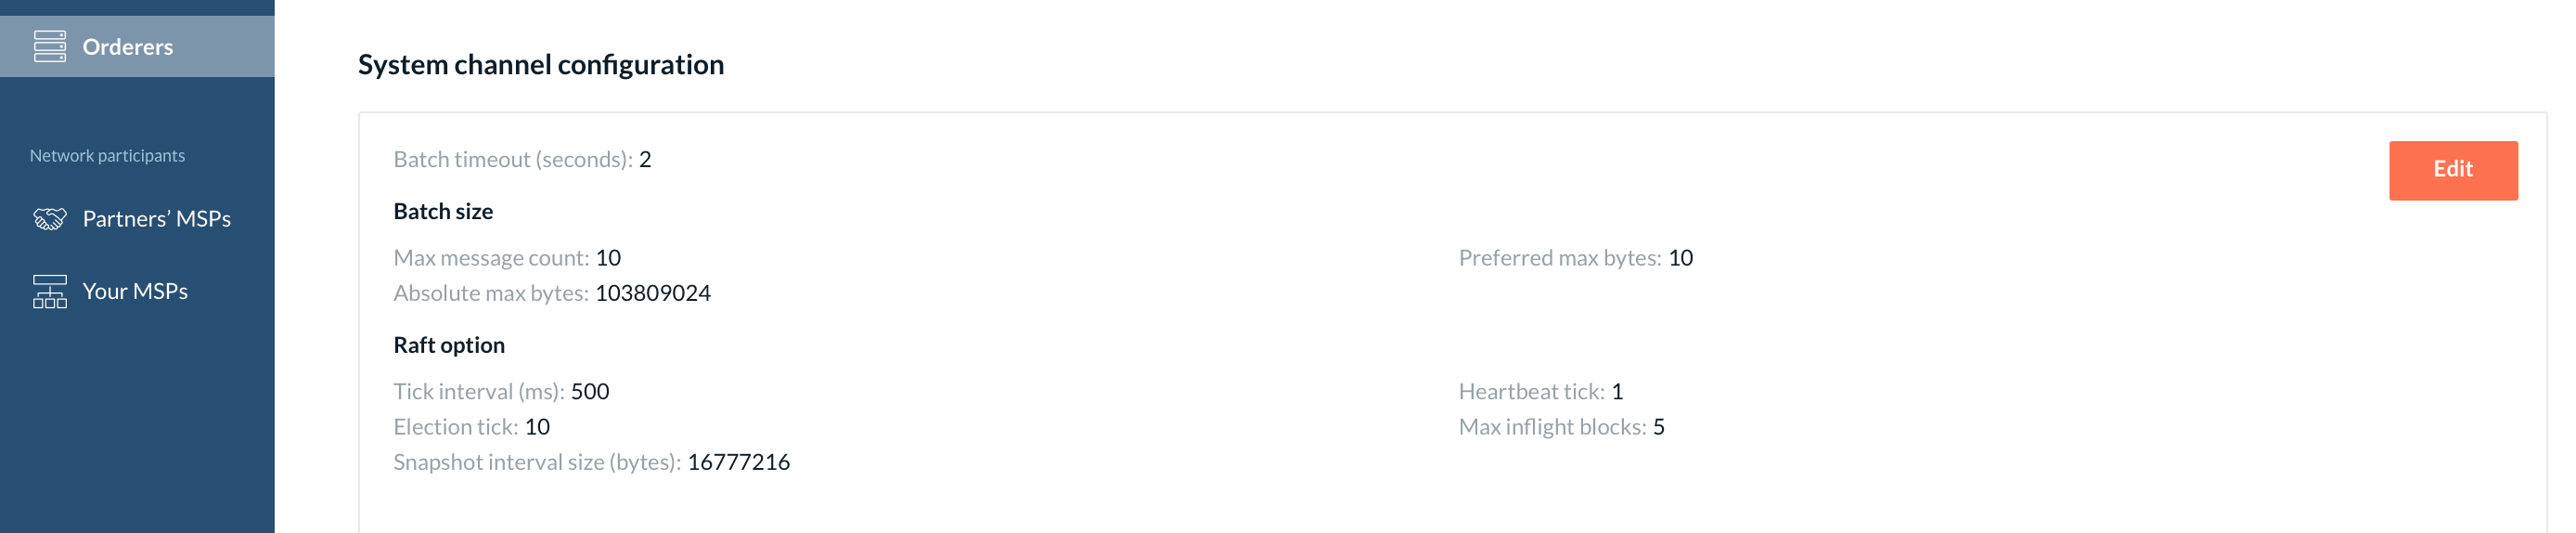 Orderers
Network participants
Partners’ MSPs
Your MSPs
System channel configuration
Batch timeout (seconds): 2
Edit
Batch size
Max message count: 10
Preferred max bytes: 10
Absolute max bytes: 103809024
Raft option
Tick interval (ms): 500
Heartbeat tick: 1
Election tick: 10
Max inflight blocks: 5
Snapshot interval size (bytes): 16777216